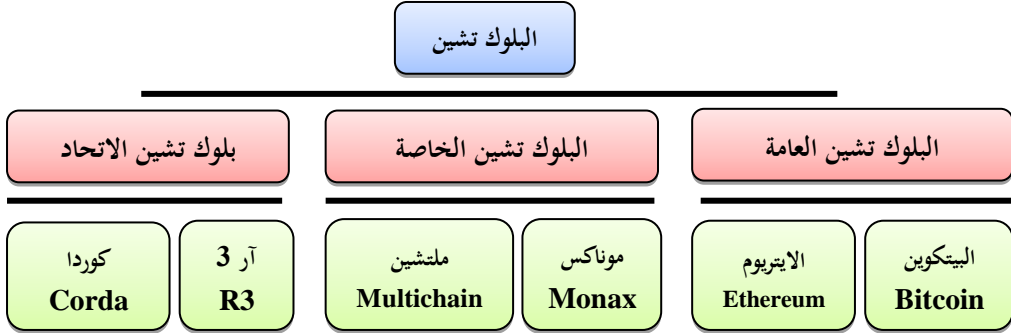 البلوك تشين
البلوك تشين العامة
البلوك تشين الخاصة
بلوك تشين الاتحاد
البيتكوين
Bitcoin
الايتريوم
Ethereum
موناكس
Monax
ملتشين
Multichain
آر 3
R3
كوردا
Corda